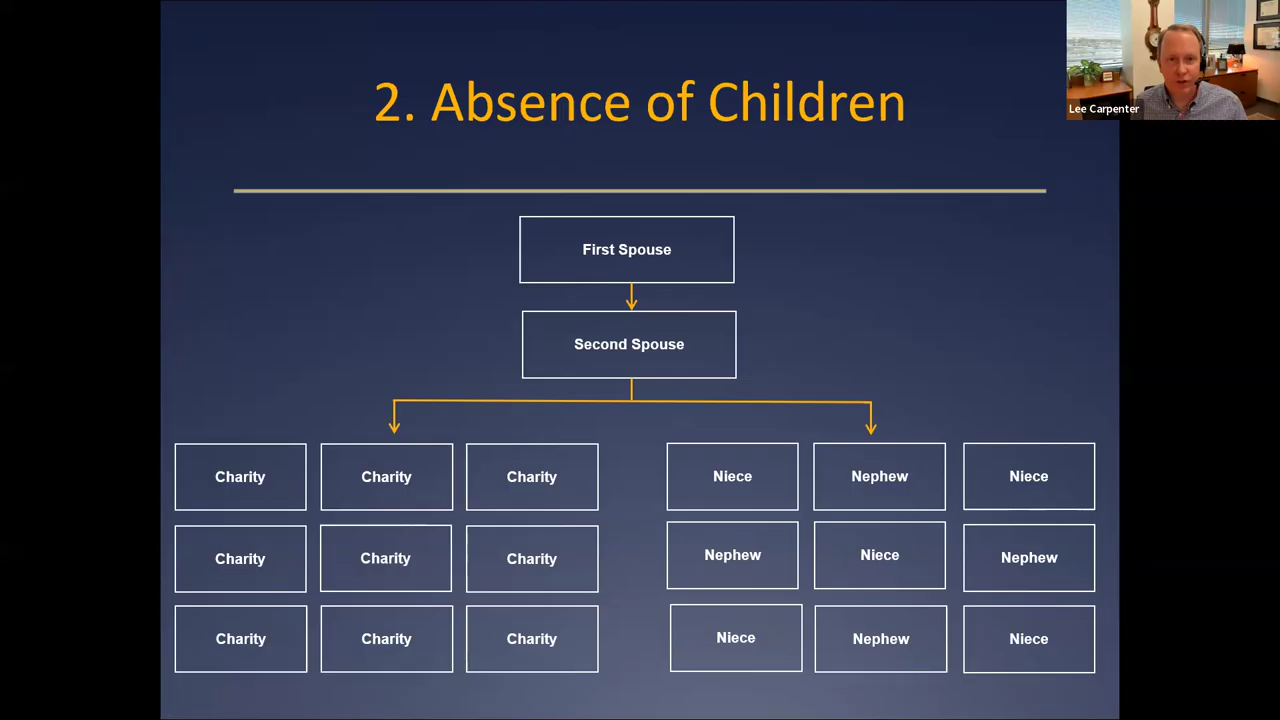 2. Absence of Children
Lee Carpenter
First Spouse
Second Spouse
Charity
Charity
Charity
Niece
Nephew
Niece
Charity
Charity
Charity
Nephew
Niece
Nephew
Charity
Charity
Charity
Niece
Nephew
Niece